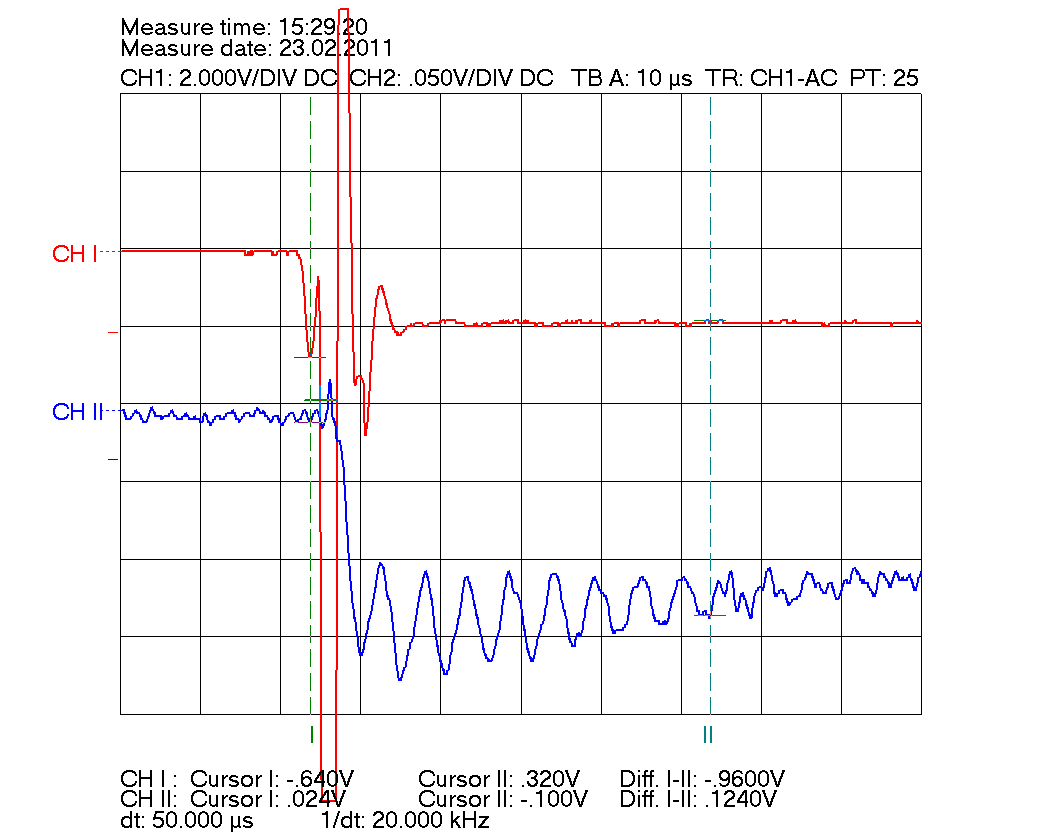 Measure time: 15:29:20
Measure date: 23.02.2011
CH1: 2.000V/DIV DC CH2: .050V/DIV DC TB A: 10 µs TR: CH1-AC PT: 25
CH I
CH II
I
II
CH I : Cursor I: -.640V Cursor II: .320V Diff. I-II: -.9600V
CH II: Cursor I: .024V Cursor II: -.100V Diff. I-II: .1240V
dt: 50.000 µs 1/dt: 20.000 kHz